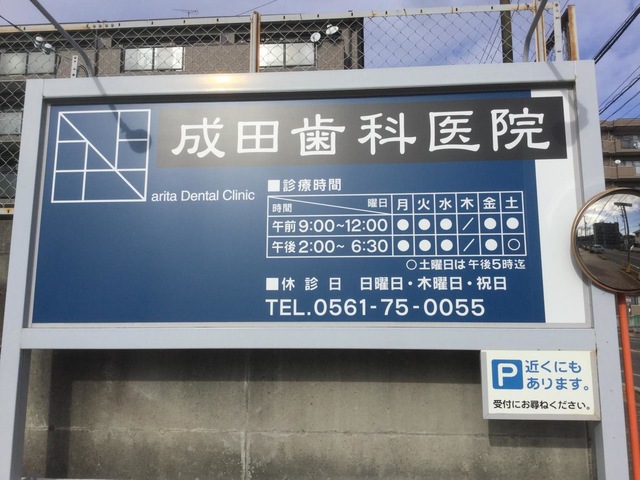 成田歯科医院
arita Dental Clinic
■診療時間
時間 曜日 月 火 水 木 金 土
午前 9:00~12:00 ● ● ● / ● ●
午後 2:00~ 6:30 ● ● ● / ● ○
○土曜日は午後5時迄
■休診日 日曜日・木曜日・祝日
TEL.0561-75-0055
P 近くにも
あります。
受付にお尋ねください。